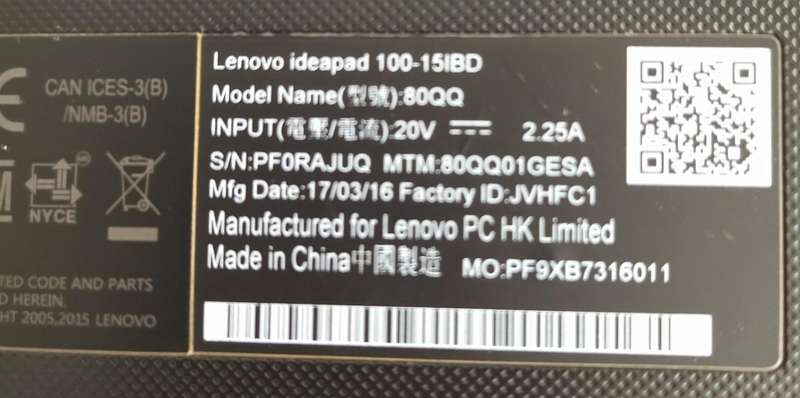 CAN ICES-3(B)
/NMB-3(B)
NYCE
TED CODE AND PARTS
D HEREIN.
HT 2005,2015 LENOVO
Lenovo ideapad 100-15IBD
Model Name(型號):80QQ
INPUT(電壓/電流):20V 2.25A
S/N:PF0RAJUQ MTM:80QQ01GESA
Mfg Date:17/03/16 Factory ID:JVHFC1
Manufactured for Lenovo PC HK Limited
Made in China中國製造 MO:PF9XB7316011